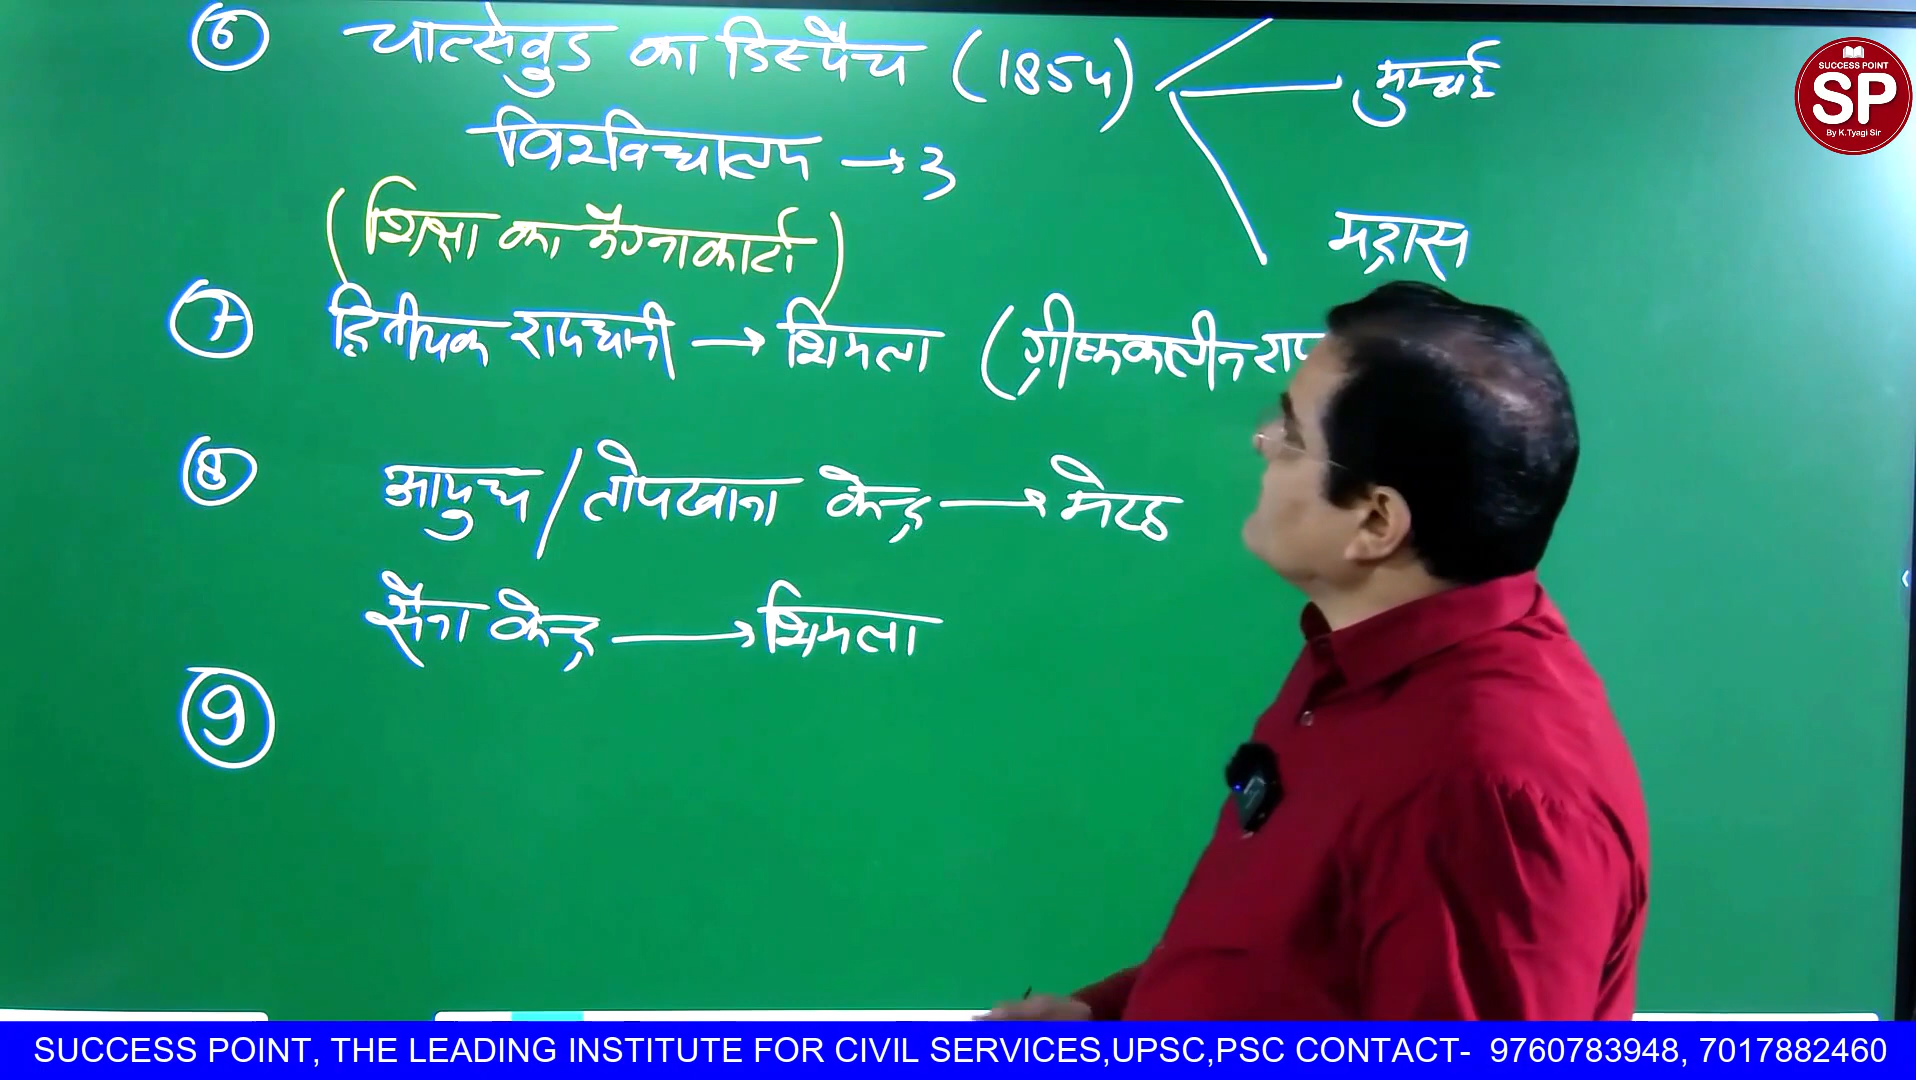 6 चार्ल्सवुड का डिस्पैच (1854) मुम्बई
विश्वविद्यालय → 3
(शिक्षा का मैग्नाकार्टा) मद्रास
7 द्वितीयक राजधानी → शिमला (ग्रीष्मकालीन राज
8 आयुध / तोपखाना केन्द्र → मेरठ
सैना केन्द्र → शिमला
9
SUCCESS POINT
SP
By K.Tyagi Sir
SUCCESS POINT, THE LEADING INSTITUTE FOR CIVIL SERVICES,UPSC,PSC CONTACT- 9760783948, 7017882460